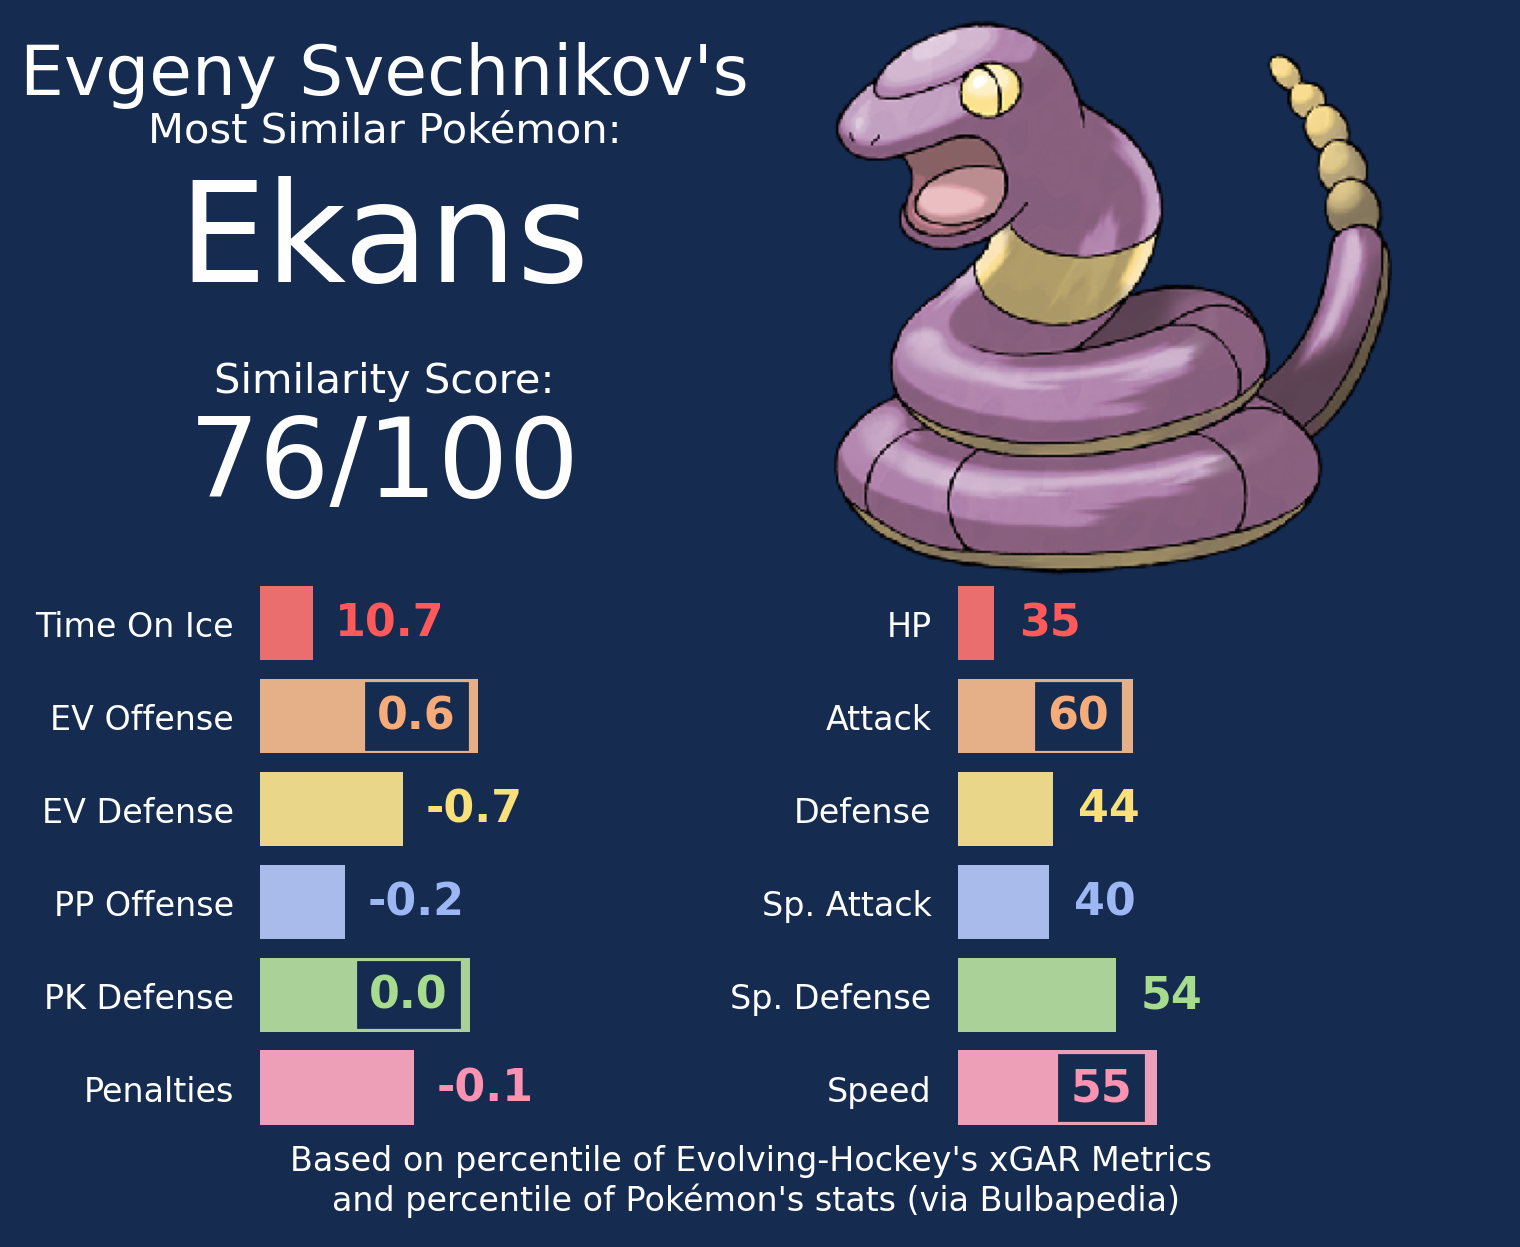 Evgeny Svechnikov's
Most Similar Pokémon:
Ekans
Similarity Score:
76/100
Time On Ice 10.7
EV Offense 0.6
EV Defense -0.7
PP Offense -0.2
PK Defense 0.0
Penalties -0.1
HP 35
Attack 60
Defense 44
Sp. Attack 40
Sp. Defense 54
Speed 55
Based on percentile of Evolving-Hockey's xGAR Metrics
and percentile of Pokémon's stats (via Bulbapedia)